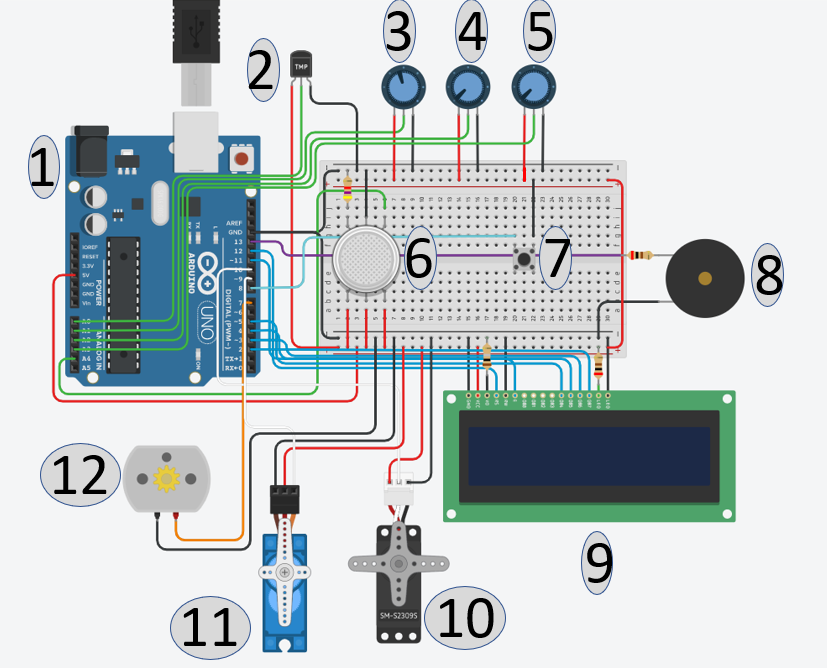 3
4
5
2
TMP
1
6
7
8
AREF
GND
13
12
~11
10
~9
8
7
~6
~5
4
~3
2
TX→1
RX←0
DIGITAL (PWM~)
TX
RX
L
ON
ARDUINO
UNO
IOREF
RESET
3.3V
5V
GND
GND
Vin
POWER
A0
A1
A2
A3
A4
A5
ANALOG IN
12
9
11
10
SM-S2309S